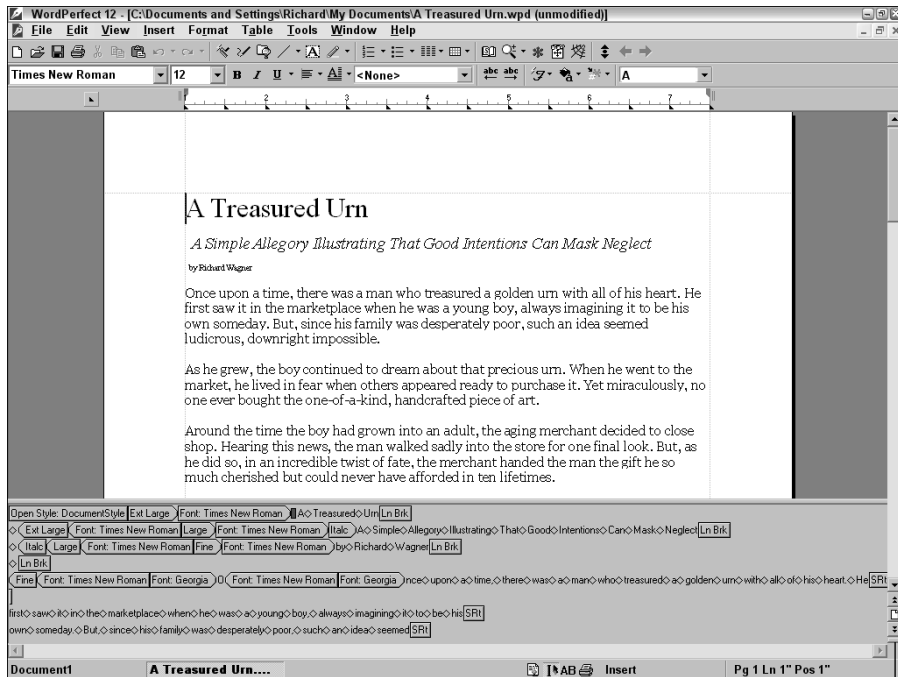 WordPerfect 12 - [C:\Documents and Settings\Richard\My Documents\A Treasured Urn.wpd (unmodified)]
File Edit View Insert Format Table Tools Window Help
Times New Roman 12 B I U <None> abc abc A
2 3 4 5 6 7
A Treasured Urn
A Simple Allegory Illustrating That Good Intentions Can Mask Neglect
by Richard Wagner
Once upon a time, there was a man who treasured a golden urn with all of his heart. He
first saw it in the marketplace when he was a young boy, always imagining it to be his
own someday. But, since his family was desperately poor, such an idea seemed
ludicrous, downright impossible.
As he grew, the boy continued to dream about that precious urn. When he went to the
market, he lived in fear when others appeared ready to purchase it. Yet miraculously, no
one ever bought the one-of-a-kind, handcrafted piece of art.
Around the time the boy had grown into an adult, the aging merchant decided to close
shop. Hearing this news, the man walked sadly into the store for one final look. But, as
he did so, in an incredible twist of fate, the merchant handed the man the gift he so
much cherished but could never have afforded in ten lifetimes.
Open Style: DocumentStyle Ext Large Font: Times New Roman A◇Treasured◇Urn Ln Brk
◇ Ext Large Font: Times New Roman Large Font: Times New Roman Italc A◇Simple◇Allegory◇Illustrating◇That◇Good◇Intentions◇Can◇Mask◇Neglect Ln Brk
◇ Italc Large Font: Times New Roman Fine Font: Times New Roman by◇Richard◇Wagner Ln Brk
◇ Ln Brk
Fine Font: Times New Roman Font: Georgia O Font: Times New Roman Font: Georgia nce◇upon◇a◇time,◇there◇was◇a◇man◇who◇treasured◇a◇golden◇urn◇with◇all◇of◇his◇heart.◇He SRt
]
first◇saw◇it◇in◇the◇marketplace◇when◇he◇was◇a◇young◇boy,◇always◇imagining◇it◇to◇be◇his SRt
own◇someday.◇But,◇since◇his◇family◇was◇desperately◇poor,◇such◇an◇idea◇seemed SRt
Document1 A Treasured Urn.... AB Insert Pg 1 Ln 1" Pos 1"